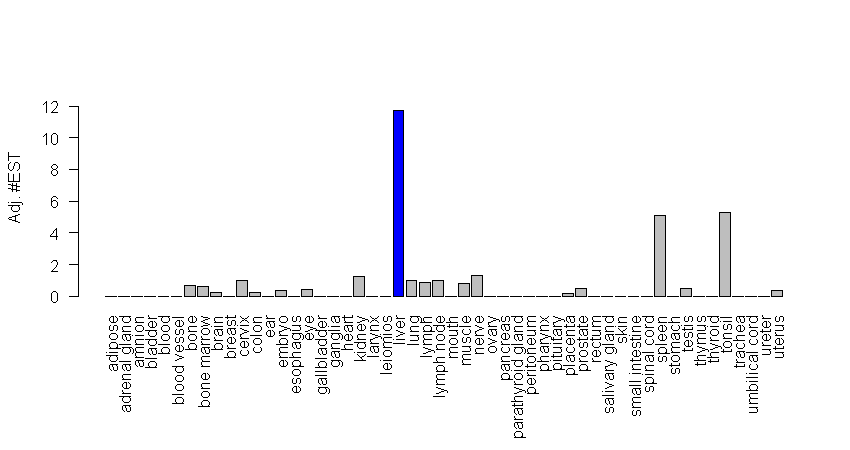 Adj. #EST
12
10
8
6
4
2
0
adipose
adrenal gland
amnion
bladder
blood
blood vessel
bone
bone marrow
brain
breast
cervix
colon
ear
embryo
esophagus
eye
gallbladder
ganglia
heart
kidney
larynx
leiomios
liver
lung
lymph
lymph node
mouth
muscle
nerve
ovary
pancreas
parathyroid gland
peritoneum
pharynx
pituitary
placenta
prostate
rectum
salivary gland
skin
small intestine
spinal cord
spleen
stomach
testis
thymus
thyroid
tonsil
trachea
umbilical cord
ureter
uterus